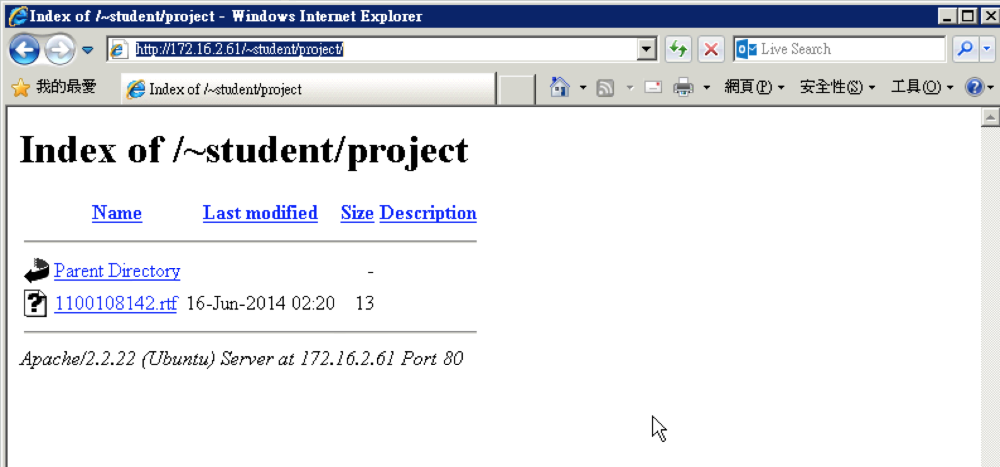 Index of /~student/project - Windows Internet Explorer
http://172.16.2.61/~student/project/
Live Search
我的最愛
Index of /~student/project
網頁(P)
安全性(S)
工具(O)
Index of /~student/project
Name Last modified Size Description
Parent Directory -
1100108142.rtf 16-Jun-2014 02:20 13
Apache/2.2.22 (Ubuntu) Server at 172.16.2.61 Port 80